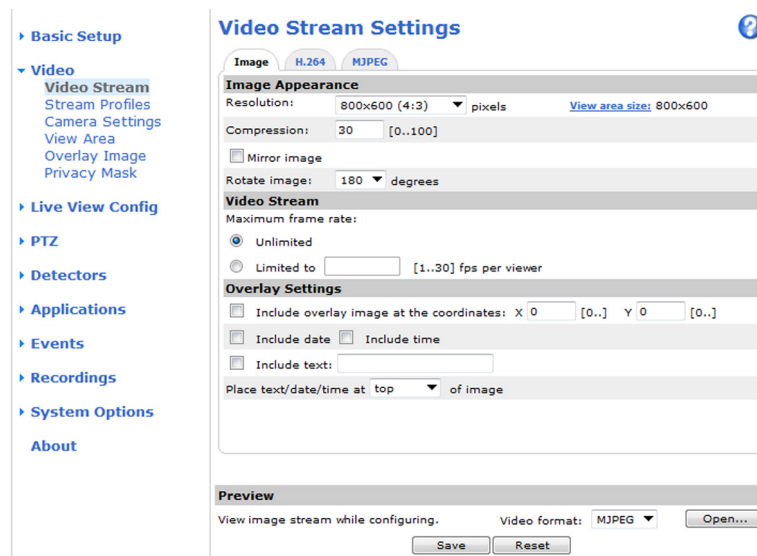 Basic Setup
Video
Video Stream
Stream Profiles
Camera Settings
View Area
Overlay Image
Privacy Mask
Live View Config
PTZ
Detectors
Applications
Events
Recordings
System Options
About
Video Stream Settings
?
Image H.264 MJPEG
Image Appearance
Resolution: 800x600 (4:3) pixels View area size: 800x600
Compression: 30 [0..100]
Mirror image
Rotate image: 180 degrees
Video Stream
Maximum frame rate:
Unlimited
Limited to [1..30] fps per viewer
Overlay Settings
Include overlay image at the coordinates: X 0 [0..] Y 0 [0..]
Include date Include time
Include text:
Place text/date/time at top of image
Preview
View image stream while configuring. Video format: MJPEG Open...
Save Reset